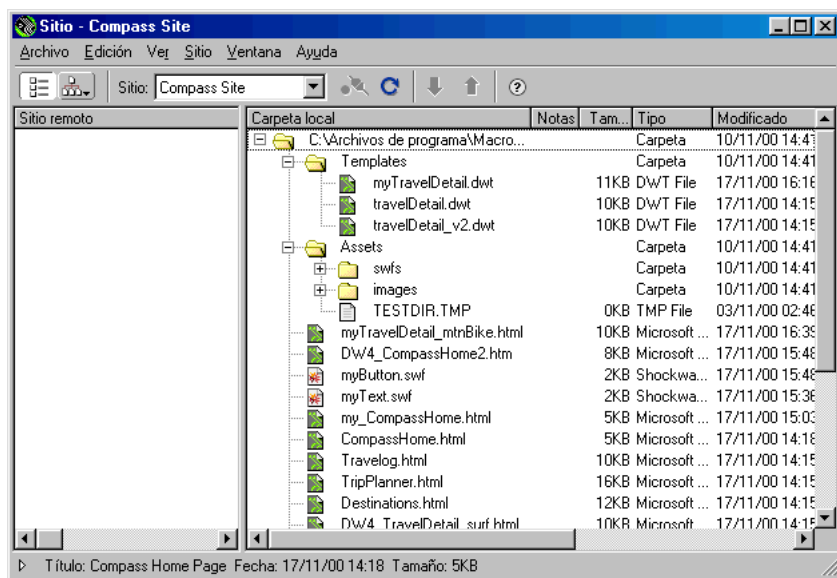 Sitio - Compass Site
Archivo Edición Ver Sitio Ventana Ayuda
Sitio: Compass Site
Sitio remoto
Carpeta local Notas Tam... Tipo Modificado
C:\Archivos de programa\Macro... Carpeta 10/11/00 14:41
Templates Carpeta 10/11/00 14:41
myTravelDetail.dwt 11KB DWT File 17/11/00 16:16
travelDetail.dwt 10KB DWT File 17/11/00 14:15
travelDetail_v2.dwt 10KB DWT File 17/11/00 14:15
Assets Carpeta 10/11/00 14:41
swfs Carpeta 10/11/00 14:41
images Carpeta 10/11/00 14:41
TESTDIR.TMP 0KB TMP File 03/11/00 02:46
myTravelDetail_mtnBike.html 10KB Microsoft ... 17/11/00 16:39
DW4_CompassHome2.htm 8KB Microsoft ... 17/11/00 15:48
myButton.swf 2KB Shockwa... 17/11/00 15:48
myText.swf 2KB Shockwa... 17/11/00 15:36
my_CompassHome.html 5KB Microsoft ... 17/11/00 15:03
CompassHome.html 5KB Microsoft ... 17/11/00 14:18
Travelog.html 10KB Microsoft ... 17/11/00 14:15
TripPlanner.html 16KB Microsoft ... 17/11/00 14:15
Destinations.html 12KB Microsoft ... 17/11/00 14:15
DW4_TravelDetail_surf.html 10KB Microsoft ... 17/11/00 14:15
Título: Compass Home Page Fecha: 17/11/00 14:18 Tamaño: 5KB